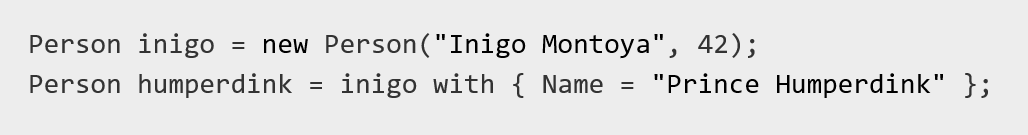 Person inigo = new Person("Inigo Montoya", 42);
Person humperdink = inigo with { Name = "Prince Humperdink" };